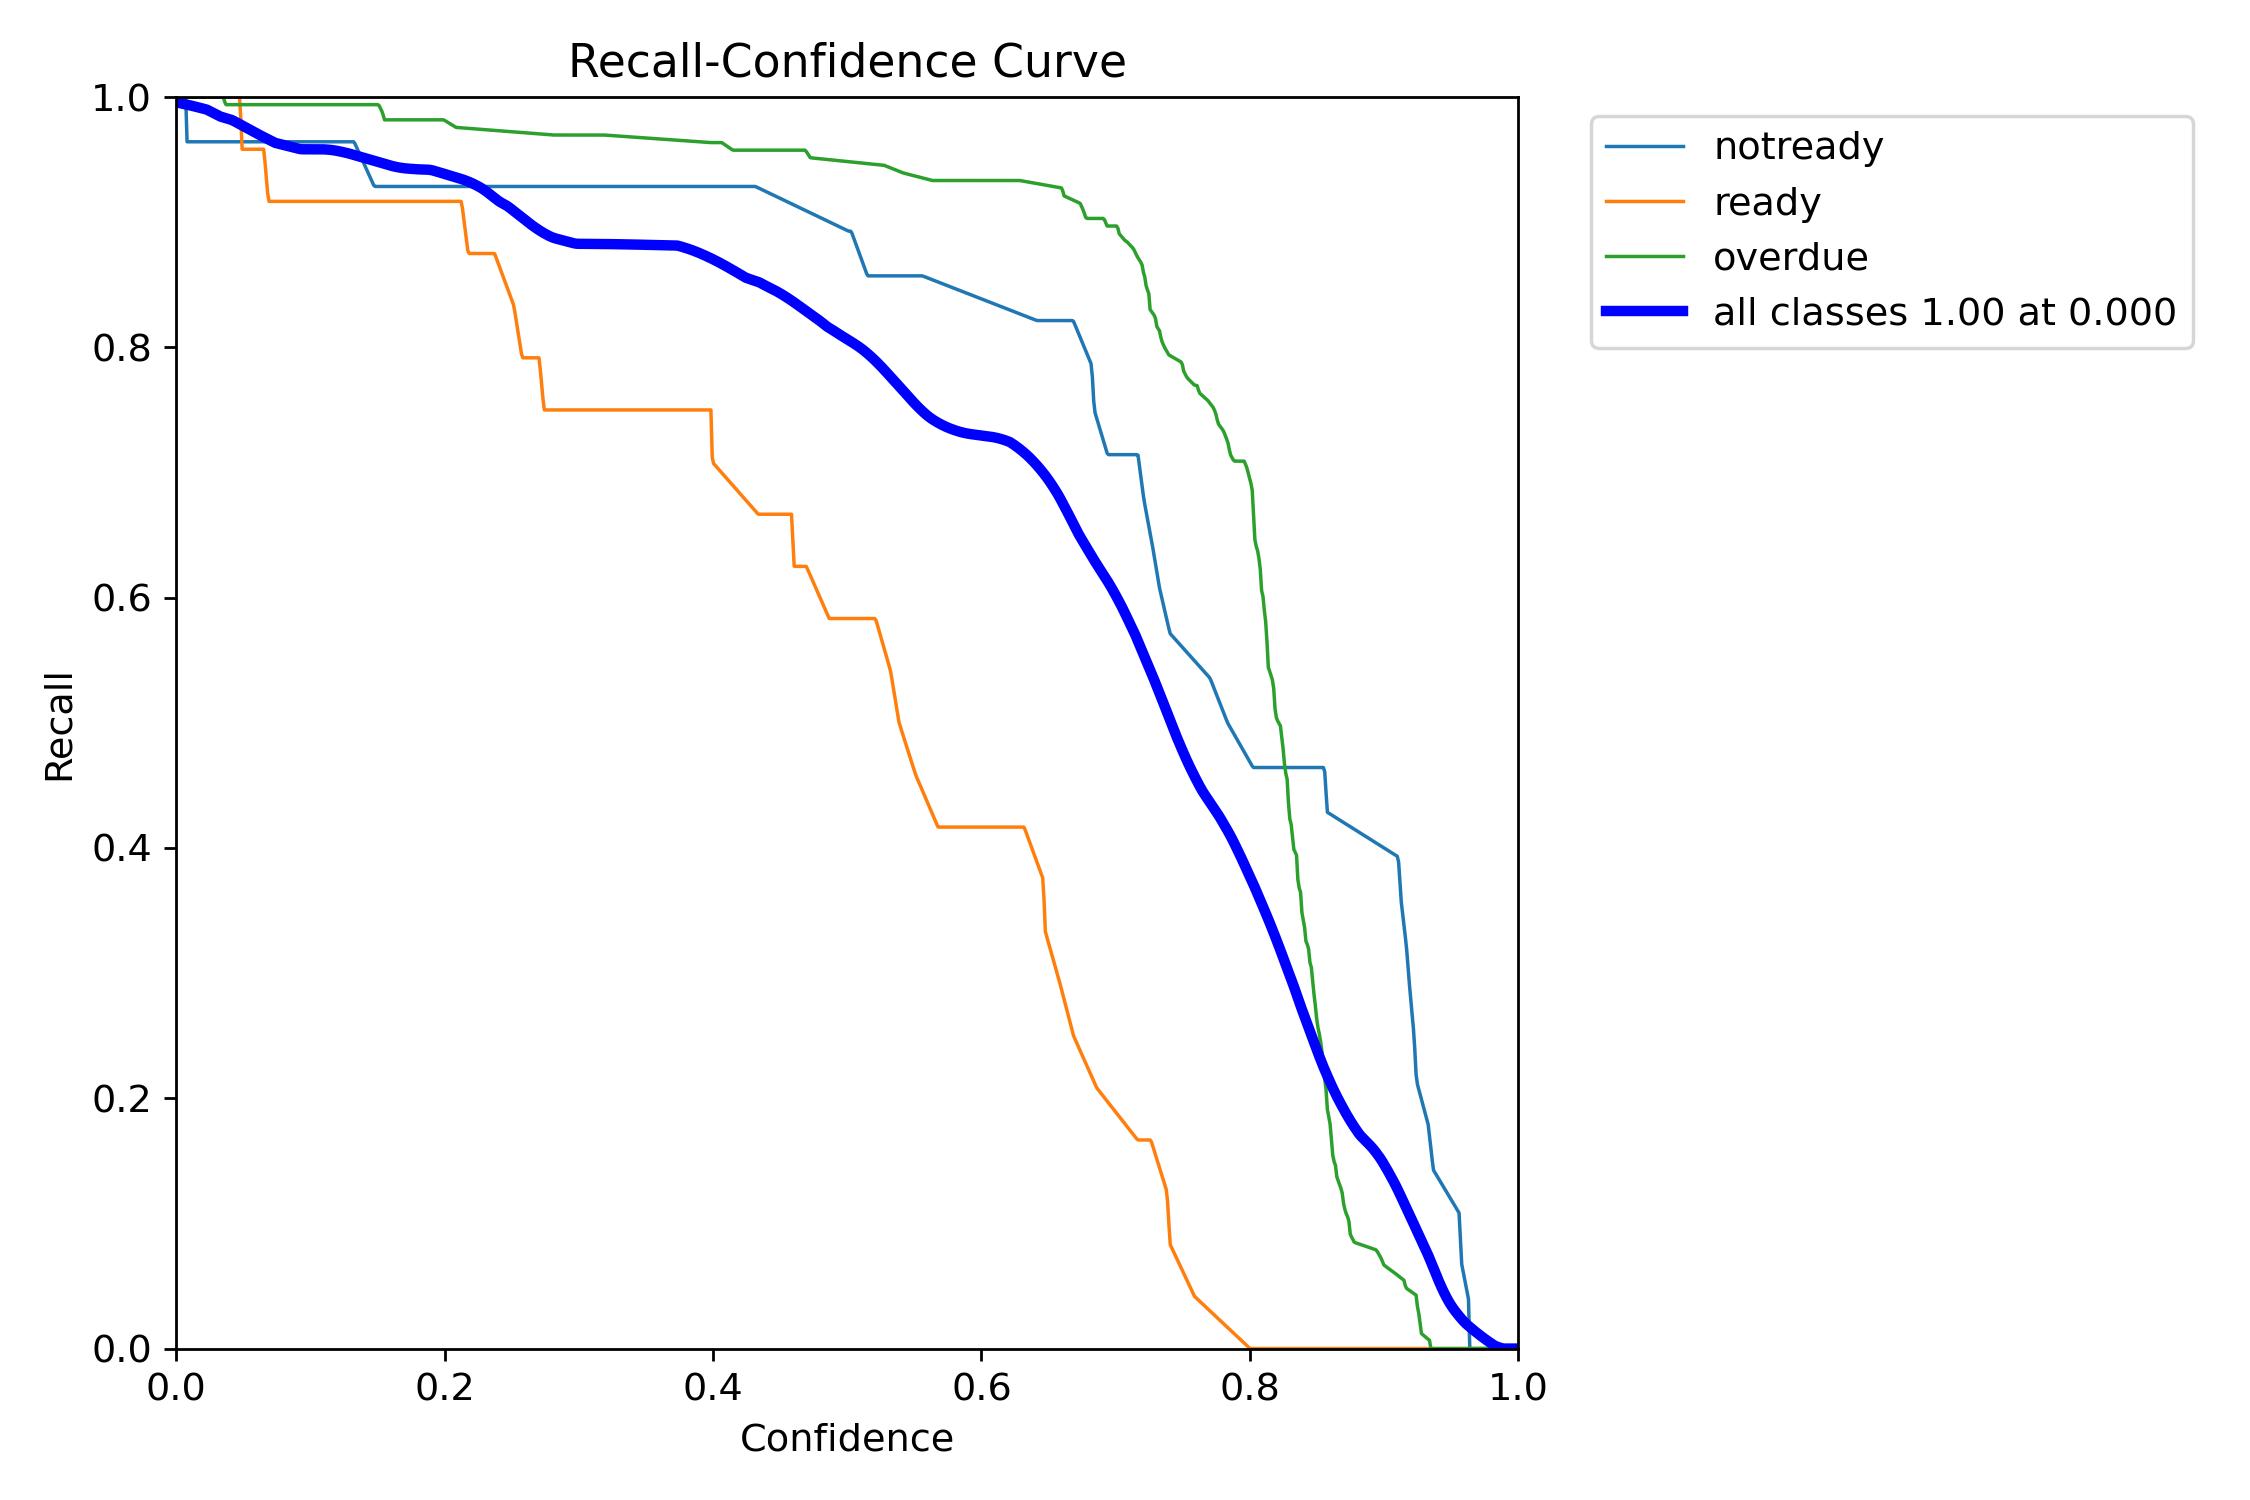 Recall-Confidence Curve
1.0
0.8
0.6
0.4
0.2
0.0
Recall
0.0 0.2 0.4 0.6 0.8 1.0
Confidence
notready
ready
overdue
all classes 1.00 at 0.000